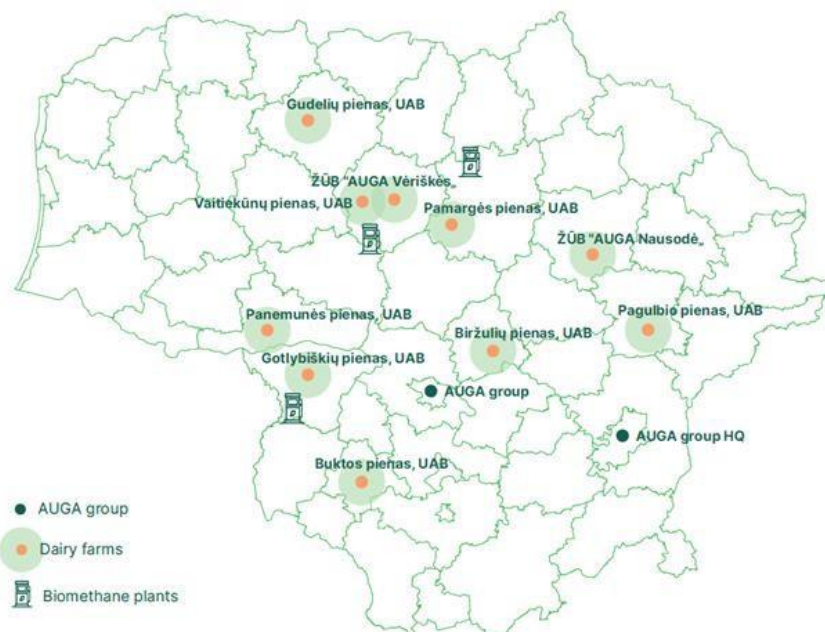 Gudelių pienas, UAB
ŽŪB "AUGA Vėriškės„
Vaitiekūnų pienas, UAB
Pamargės pienas, UAB
ŽŪB "AUGA Nausodė„
Panemunės pienas, UAB
Biržulių pienas, UAB
Pagulbio pienas, UAB
Gotlybiškių pienas, UAB
AUGA group
AUGA group HQ
Buktos pienas, UAB
AUGA group
Dairy farms
Biomethane plants